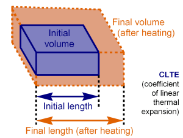 Final volume
(after heating)
Initial
volume
CLTE
(coefficient
of linear
thermal
expansion)
Initial length
Final length (after heating)